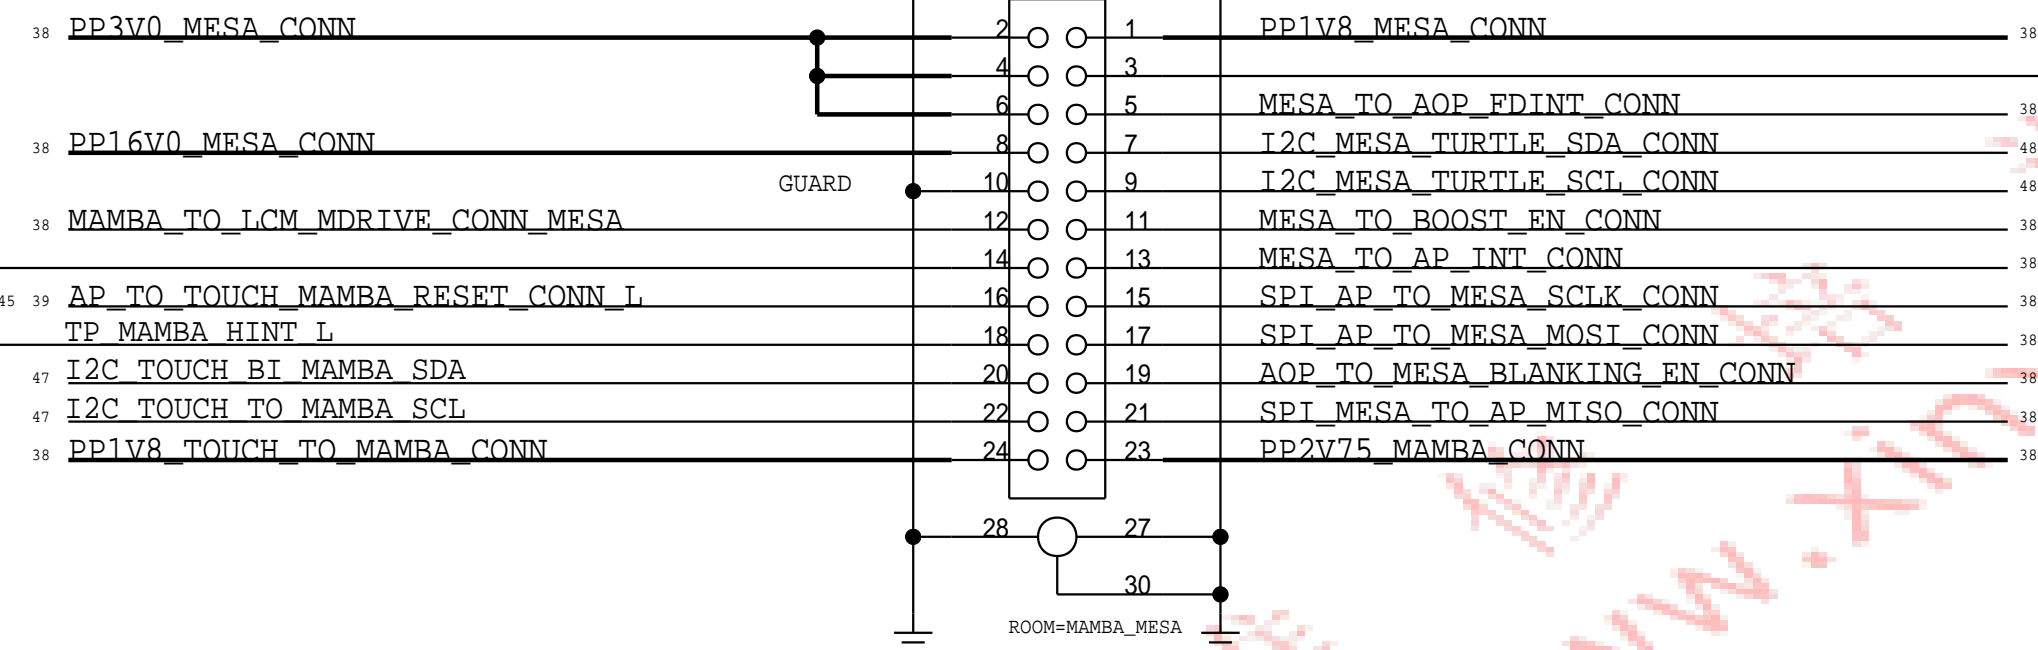 38 PP3V0_MESA_CONN 2 1 PP1V8_MESA_CONN 38
4 3
6 5 MESA_TO_AOP_FDINT_CONN 38
38 PP16V0_MESA_CONN 8 7 I2C_MESA_TURTLE_SDA_CONN 48
GUARD 10 9 I2C_MESA_TURTLE_SCL_CONN 48
38 MAMBA_TO_LCM_MDRIVE_CONN_MESA 12 11 MESA_TO_BOOST_EN_CONN 38
14 13 MESA_TO_AP_INT_CONN 38
45 39 AP_TO_TOUCH_MAMBA_RESET_CONN_L 16 15 SPI_AP_TO_MESA_SCLK_CONN 38
TP_MAMBA_HINT_L 18 17 SPI_AP_TO_MESA_MOSI_CONN 38
47 I2C_TOUCH_BI_MAMBA_SDA 20 19 AOP_TO_MESA_BLANKING_EN_CONN 38
47 I2C_TOUCH_TO_MAMBA_SCL 22 21 SPI_MESA_TO_AP_MISO_CONN 38
38 PP1V8_TOUCH_TO_MAMBA_CONN 24 23 PP2V75_MAMBA_CONN 38
28 27
30
ROOM=MAMBA_MESA
w.xin